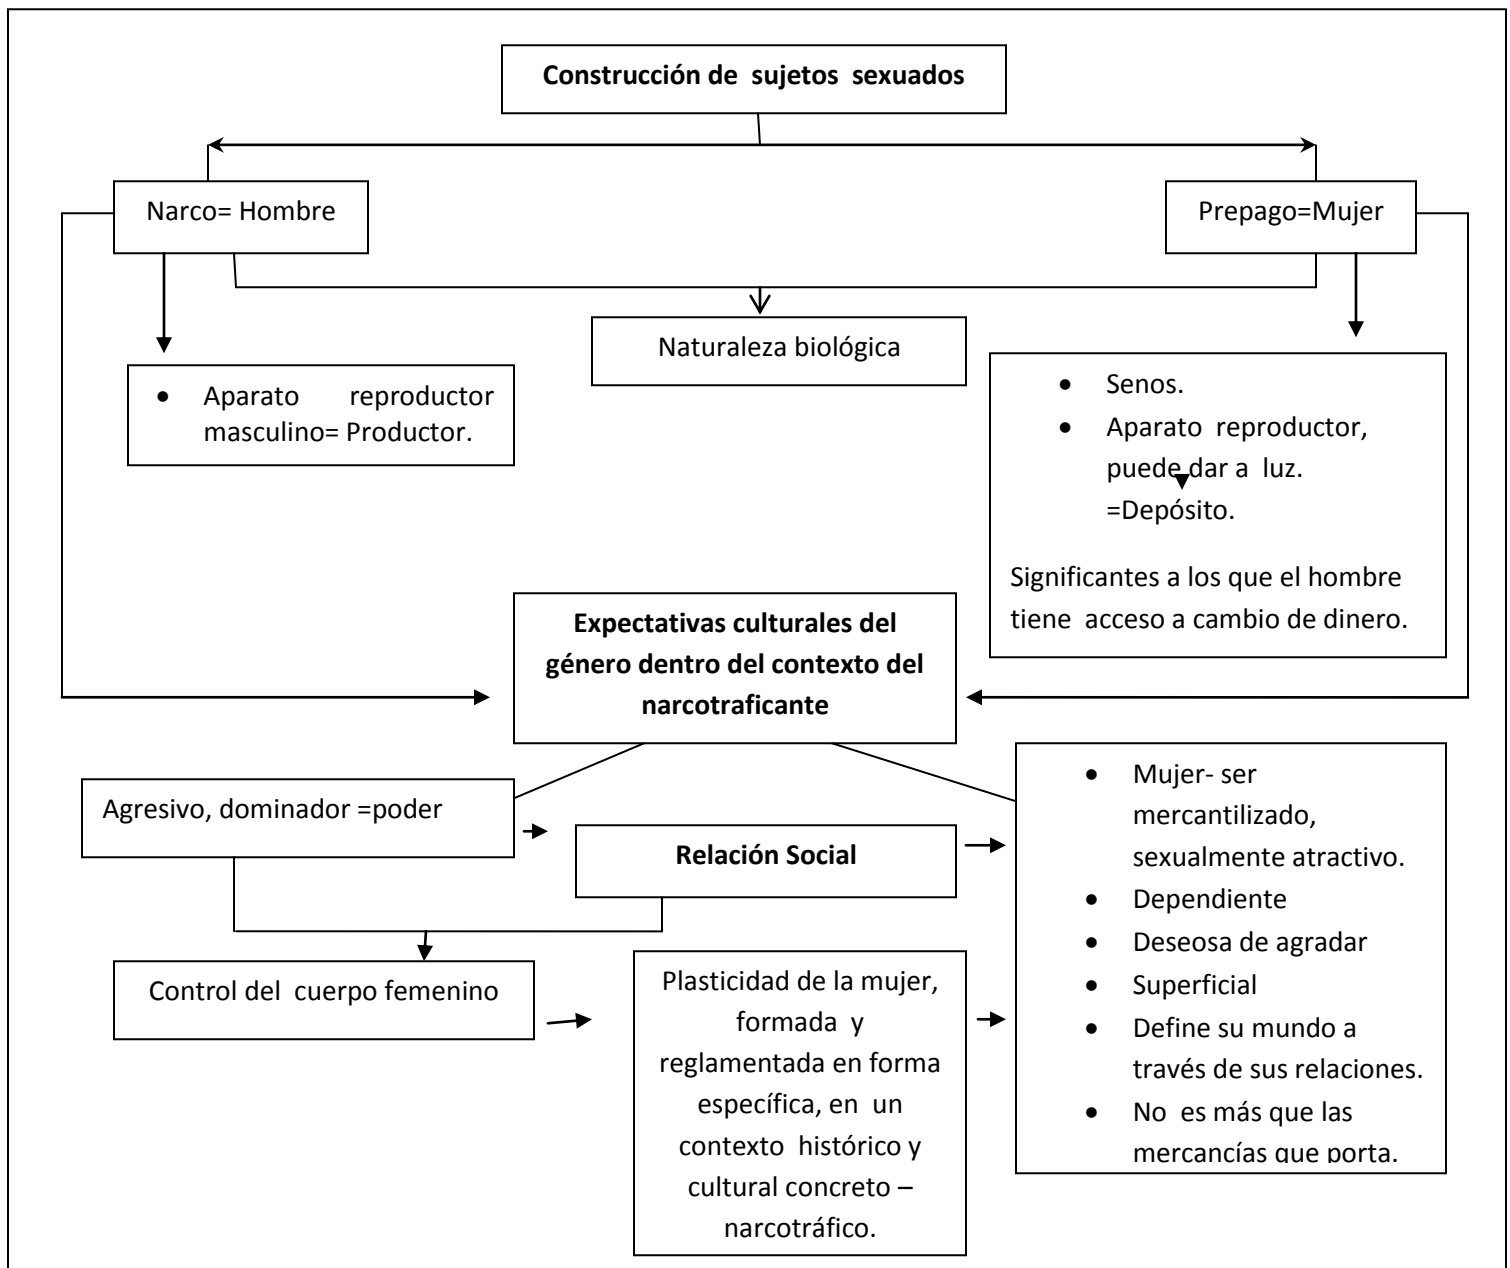 Construcción de sujetos sexuados
Narco= Hombre
Prepago=Mujer
Naturaleza biológica
• Aparato reproductor
masculino= Productor.
• Senos.
• Aparato reproductor,
puede dar a luz.
=Depósito.
Significantes a los que el hombre
tiene acceso a cambio de dinero.
Expectativas culturales del
género dentro del contexto del
narcotraficante
Agresivo, dominador =poder
Relación Social
• Mujer- ser
mercantilizado,
sexualmente atractivo.
• Dependiente
• Deseosa de agradar
• Superficial
• Define su mundo a
través de sus relaciones.
• No es más que las
mercancías que porta.
Control del cuerpo femenino
Plasticidad de la mujer,
formada y
reglamentada en forma
específica, en un
contexto histórico y
cultural concreto –
narcotráfico.